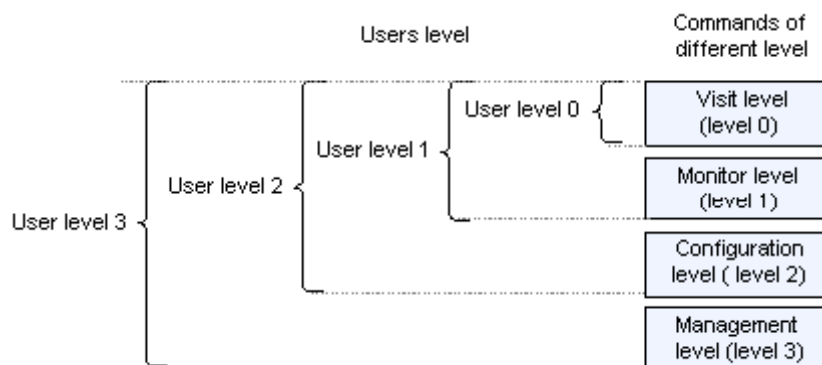 Users level
Commands of
different level
User level 0
Visit level
(level 0)
User level 1
Monitor level
(level 1)
User level 2
Configuration
level ( level 2)
User level 3
Management
level (level 3)